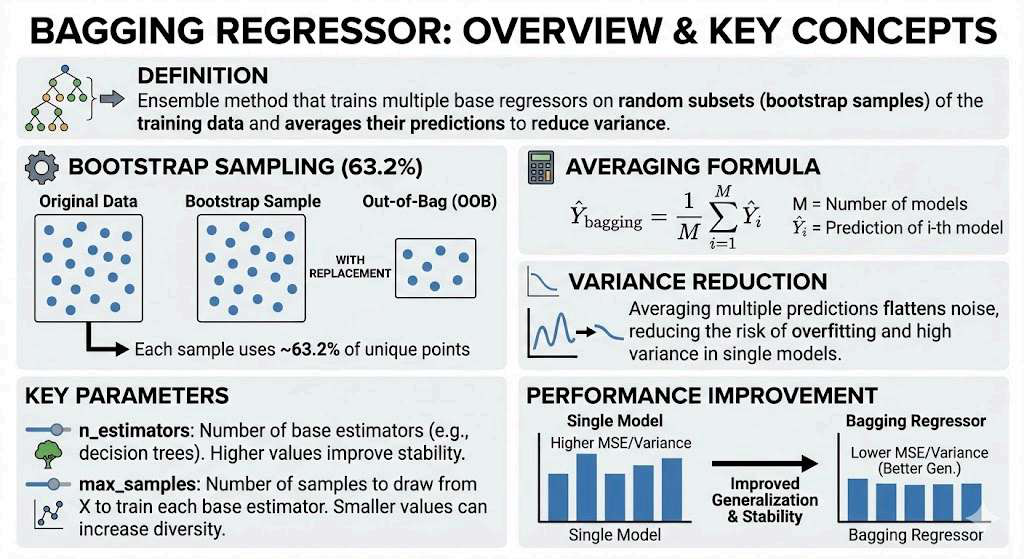 BAGGING REGRESSOR: OVERVIEW & KEY CONCEPTS
DEFINITION
Ensemble method that trains multiple base regressors on random subsets (bootstrap samples) of the
training data and averages their predictions to reduce variance.
BOOTSTRAP SAMPLING (63.2%)
Original Data
Bootstrap Sample
Out-of-Bag (OOB)
WITH
REPLACEMENT
Each sample uses ~63.2% of unique points
AVERAGING FORMULA
Ŷ_bagging = 1/M ∑_{i=1}^{M} Ŷ_i
M = Number of models
Ŷ_i = Prediction of i-th model
VARIANCE REDUCTION
Averaging multiple predictions flattens noise,
reducing the risk of overfitting and high
variance in single models.
KEY PARAMETERS
n_estimators: Number of base estimators (e.g.,
decision trees). Higher values improve stability.
max_samples: Number of samples to draw from
X to train each base estimator. Smaller values can
increase diversity.
PERFORMANCE IMPROVEMENT
Single Model
Higher MSE/Variance
Single Model
Improved
Generalization
& Stability
Bagging Regressor
Lower MSE/Variance
(Better Gen.)
Bagging Regressor